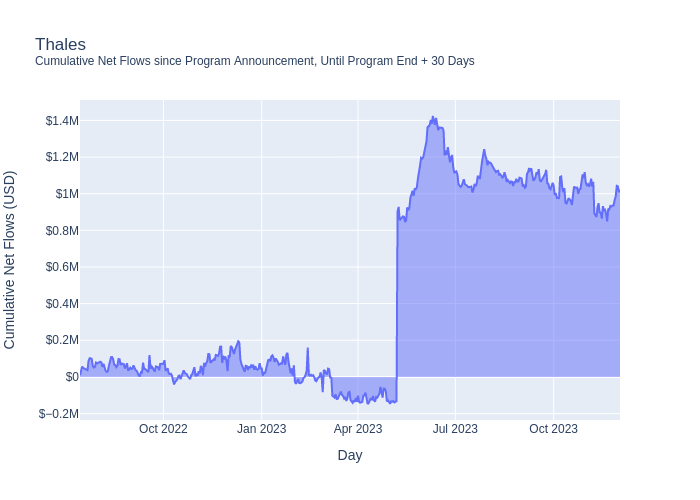 Thales
Cumulative Net Flows since Program Announcement, Until Program End + 30 Days
Cumulative Net Flows (USD)
$1.4M
$1.2M
$1M
$0.8M
$0.6M
$0.4M
$0.2M
$0
$−0.2M
Oct 2022
Jan 2023
Apr 2023
Jul 2023
Oct 2023
Day